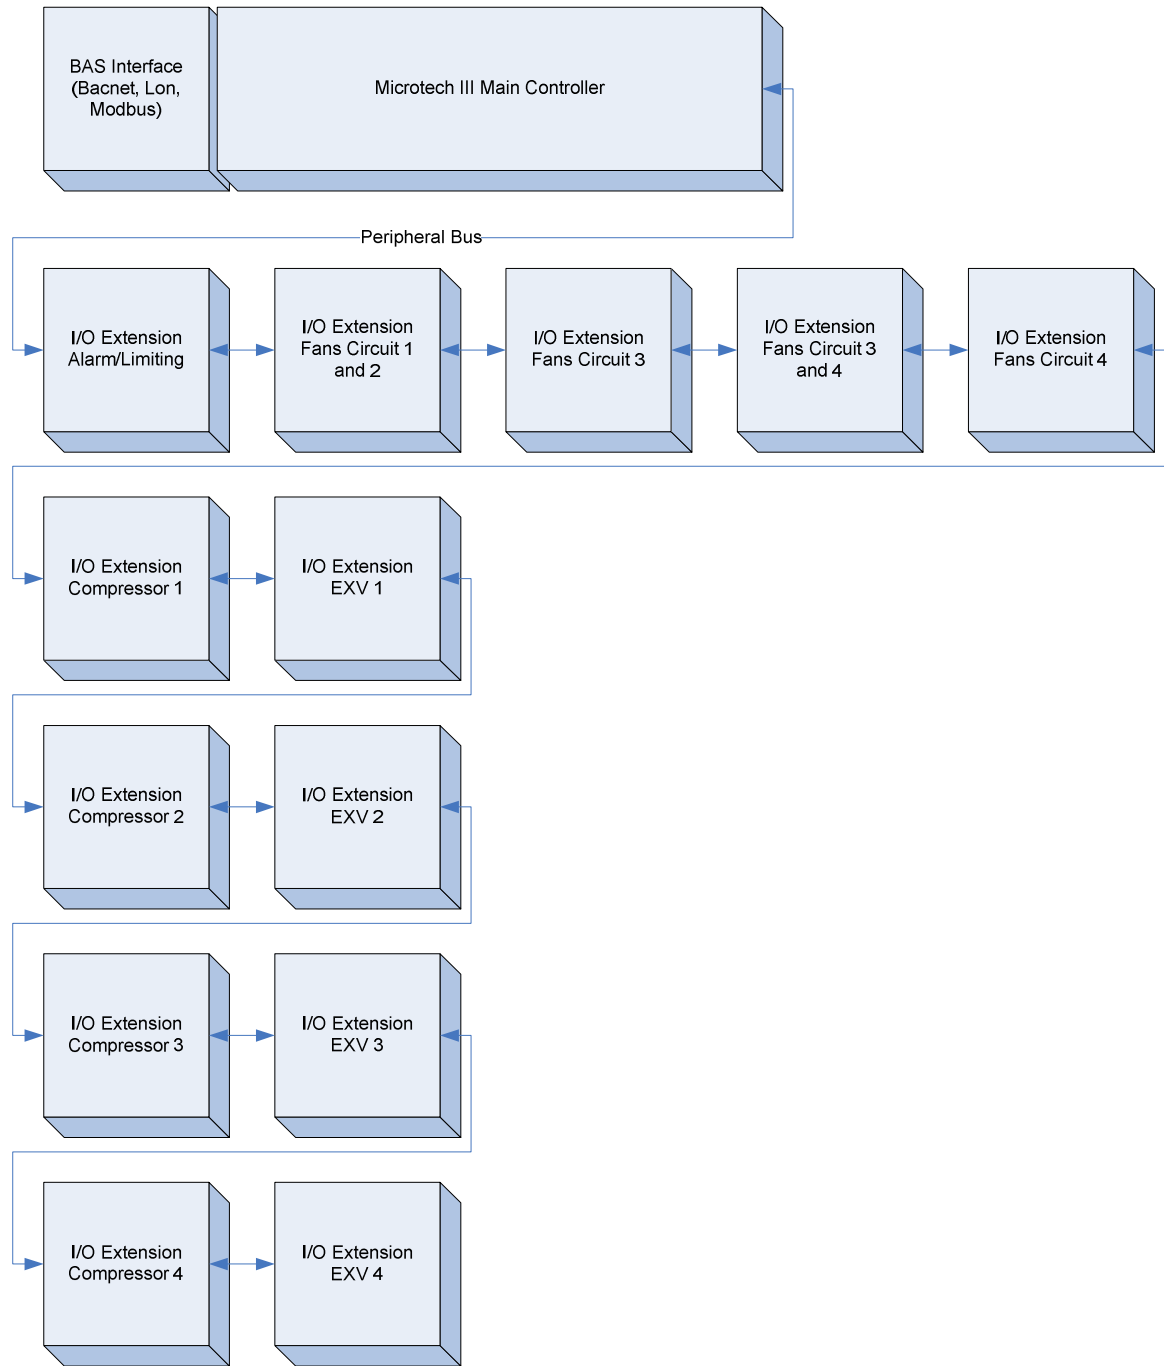 BAS Interface
(Bacnet, Lon,
Modbus)
Microtech III Main Controller
Peripheral Bus
I/O Extension
Alarm/Limiting
I/O Extension
Fans Circuit 1
and 2
I/O Extension
Fans Circuit 3
I/O Extension
Fans Circuit 3
and 4
I/O Extension
Fans Circuit 4
I/O Extension
Compressor 1
I/O Extension
EXV 1
I/O Extension
Compressor 2
I/O Extension
EXV 2
I/O Extension
Compressor 3
I/O Extension
EXV 3
I/O Extension
Compressor 4
I/O Extension
EXV 4